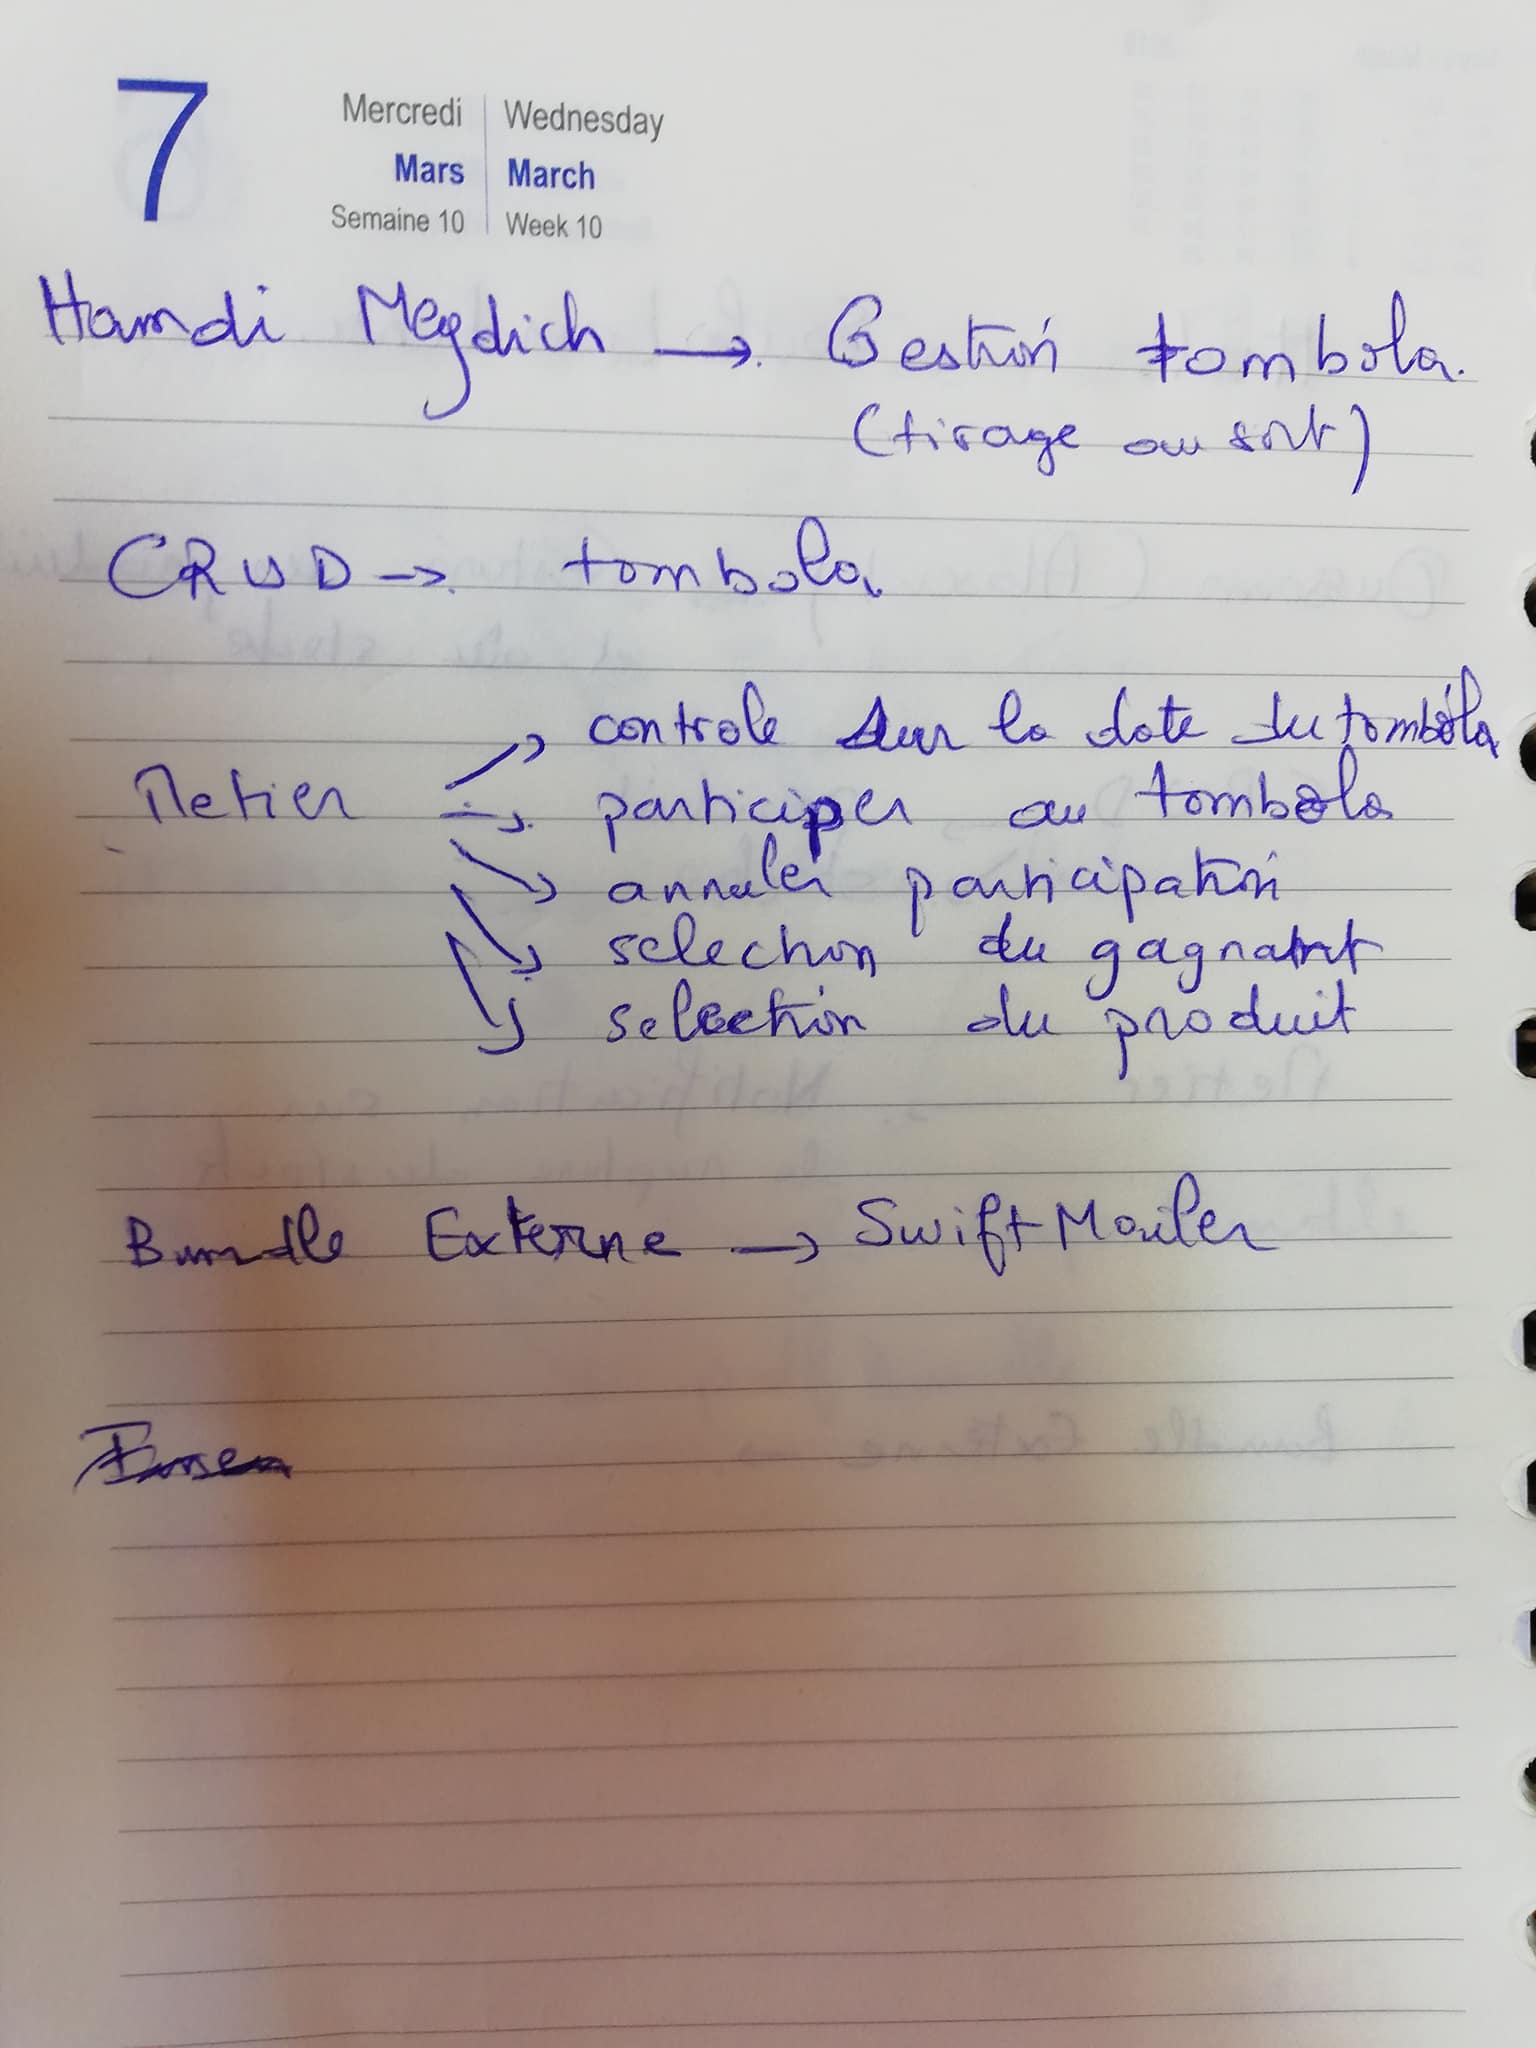 7
Mercredi Wednesday
Mars March
Semaine 10 Week 10
Hamdi Megdich → Gestion tombola.
(tirage au sort)
CRUD → tombola
Metier → controle sur la date du tombola
→ participer au tombola
→ annuler participation
→ selection du gagnant
→ selection du produit
Bundle Externe → SwiftMailer